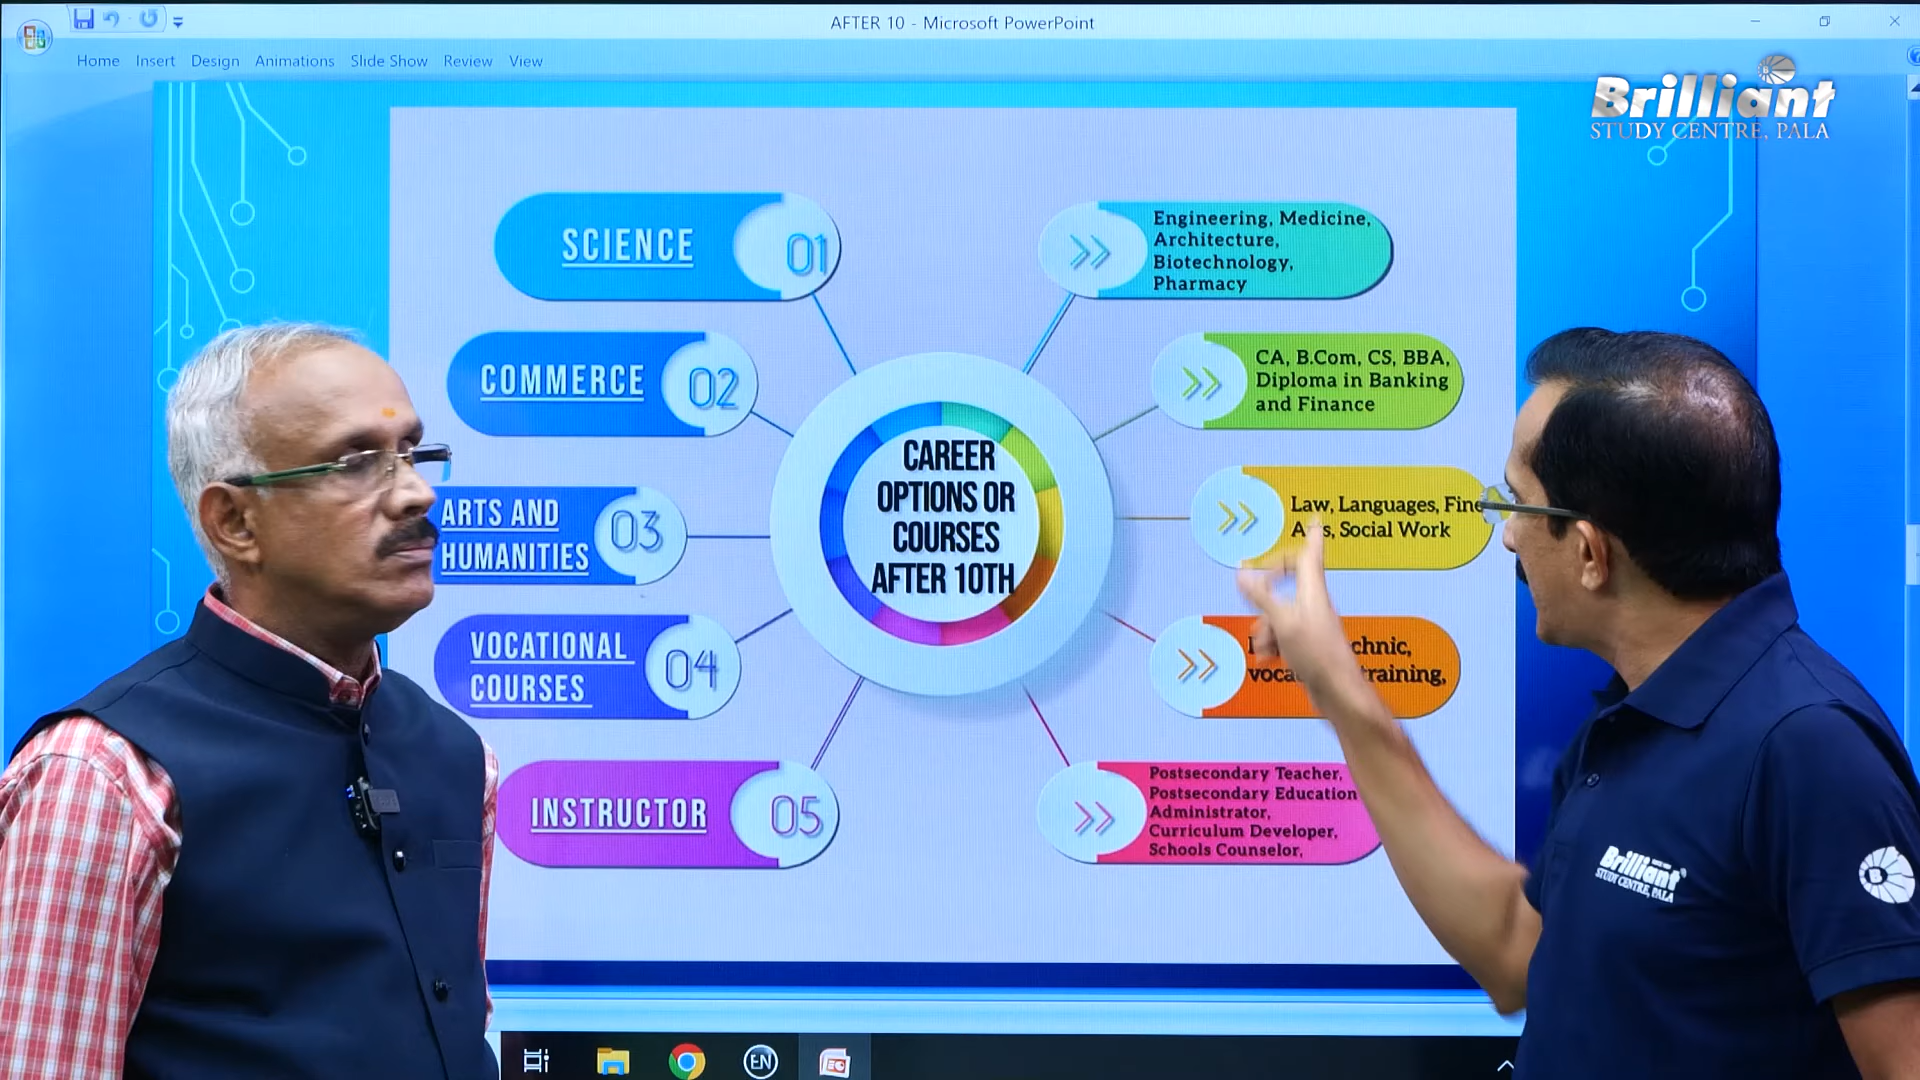 AFTER 10 - Microsoft PowerPoint
Home Insert Design Animations Slide Show Review View
Brilliant
STUDY CENTRE, PALA
SCIENCE 01
Engineering, Medicine,
Architecture,
Biotechnology,
Pharmacy
COMMERCE 02
CA, B.Com, CS, BBA,
Diploma in Banking
and Finance
ARTS AND
HUMANITIES
03
Law, Languages, Fine
Social Work
CAREER
OPTIONS OR
COURSES
AFTER 10TH
VOCATIONAL
COURSES
04
training,
INSTRUCTOR 05
Postsecondary Teacher,
Postsecondary Education
Administrator,
Curriculum Developer,
Schools Counselor,
Brilliant
STUDY CENTRE, PALA
B
EN